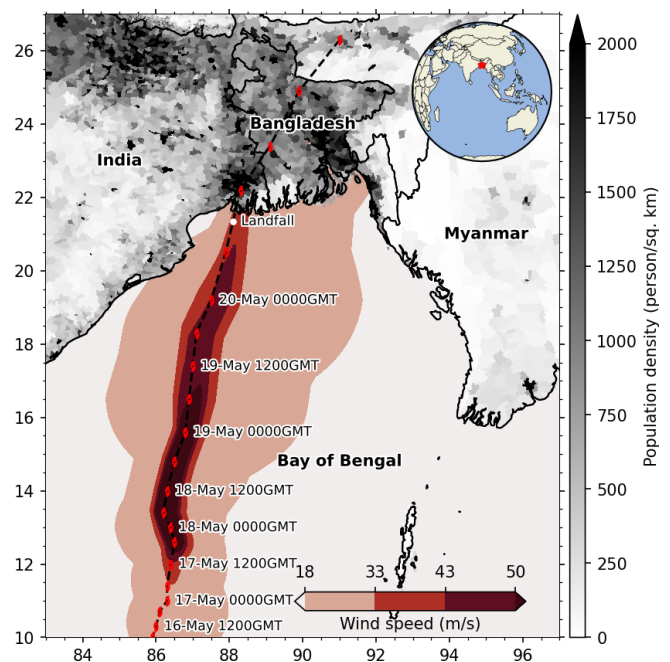 26
24
22
20
18
16
14
12
10
84
86
88
90
92
94
96
India
Bangladesh
Myanmar
Landfall
20-May 0000GMT
19-May 1200GMT
19-May 0000GMT
Bay of Bengal
18-May 1200GMT
18-May 0000GMT
17-May 1200GMT
17-May 0000GMT
16-May 1200GMT
18 33 43 50
Wind speed (m/s)
2000
1750
1500
1250
1000
750
500
250
0
Population density (person/sq. km)